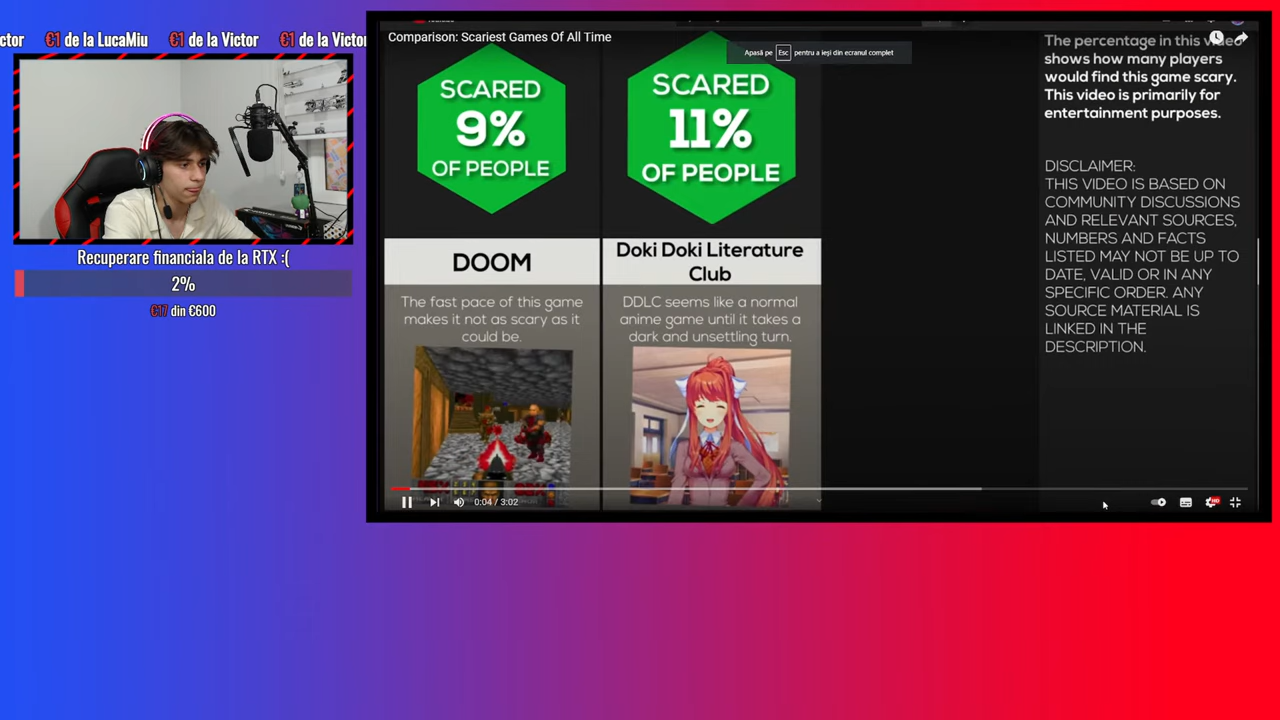 ctor €1 de la LucaMiu €1 de la Victor €1 de la Victor
Recuperare financiala de la RTX :(
2%
€17 din €600
Comparison: Scariest Games Of All Time
Apasă pe Esc pentru a ieși din ecranul complet
SCARED
9%
OF PEOPLE
SCARED
11%
OF PEOPLE
DOOM
Doki Doki Literature
Club
The fast pace of this game
makes it not as scary as it
could be.
DDLC seems like a normal
anime game until it takes a
dark and unsettling turn.
0:04 / 3:02
HD
The percentage in this video
shows how many players
would find this game scary.
This video is primarily for
entertainment purposes.
DISCLAIMER:
THIS VIDEO IS BASED ON
COMMUNITY DISCUSSIONS
AND RELEVANT SOURCES,
NUMBERS AND FACTS
LISTED MAY NOT BE UP TO
DATE, VALID OR IN ANY
SPECIFIC ORDER. ANY
SOURCE MATERIAL IS
LINKED IN THE
DESCRIPTION.